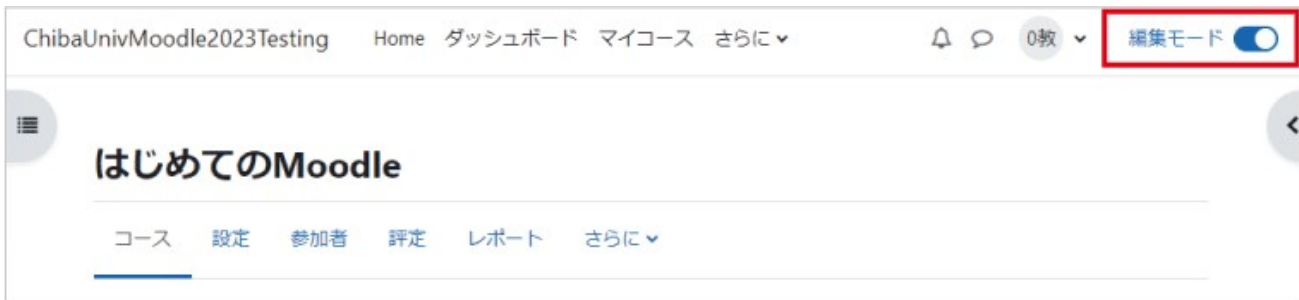 ChibaUnivMoodle2023Testing Home ダッシュボード マイコース さらに 0教 編集モード
はじめてのMoodle
コース 設定 参加者 評定 レポート さらに